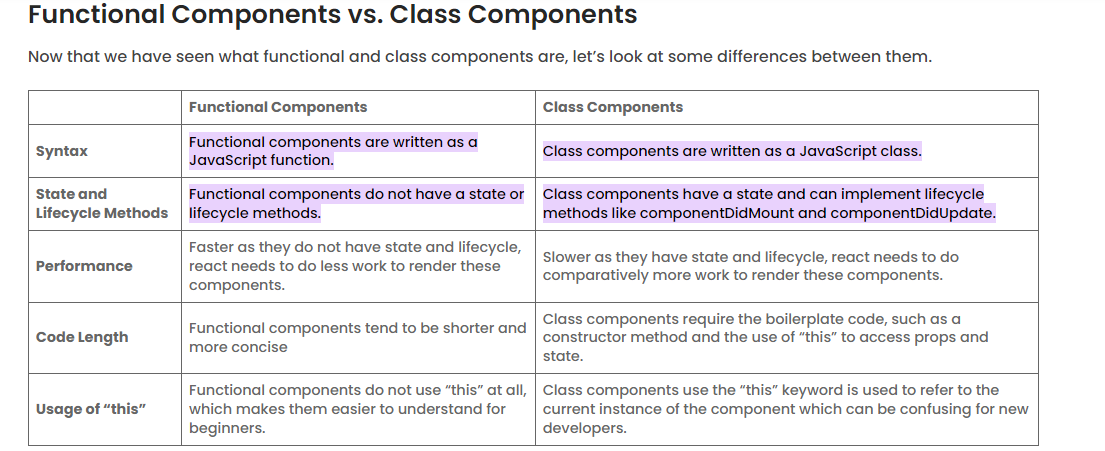 Functional Components vs. Class Components
Now that we have seen what functional and class components are, let’s look at some differences between them.
Functional Components
Class Components
Syntax
Functional components are written as a
JavaScript function.
Class components are written as a JavaScript class.
State and
Lifecycle Methods
Functional components do not have a state or
lifecycle methods.
Class components have a state and can implement lifecycle
methods like componentDidMount and componentDidUpdate.
Performance
Faster as they do not have state and lifecycle,
react needs to do less work to render these
components.
Slower as they have state and lifecycle, react needs to do
comparatively more work to render these components.
Code Length
Functional components tend to be shorter and
more concise
Class components require the boilerplate code, such as a
constructor method and the use of “this” to access props and
state.
Usage of “this”
Functional components do not use “this” at all,
which makes them easier to understand for
beginners.
Class components use the “this” keyword is used to refer to the
current instance of the component which can be confusing for new
developers.